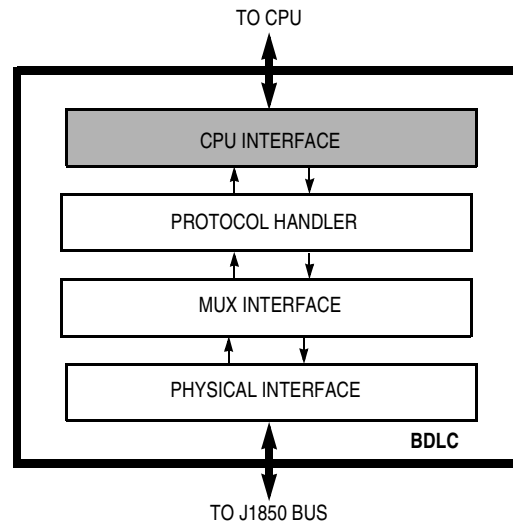 TO CPU
CPU INTERFACE
PROTOCOL HANDLER
MUX INTERFACE
PHYSICAL INTERFACE
BDLC
TO J1850 BUS